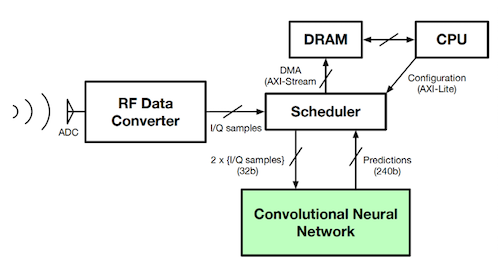 DRAM
CPU
DMA
(AXI-Stream
Configuration
(AXI-Lite)
RF Data
Converter
ADC
I/Q samples
Scheduler
2 x {I/Q samples}
(32b)
Predictions
(240b)
Convolutional Neural
Network